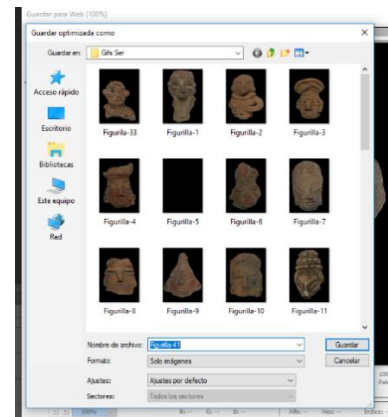 Guardar para Web (100%)
Guardar optimizada como
Guardar en:
Gifs Ser
Acceso rápido
Escritorio
Bibliotecas
Este equipo
Red
Figurilla-33
Figurilla-1
Figurilla-2
Figurilla-3
Figurilla-4
Figurilla-5
Figurilla-6
Figurilla-7
Figurilla-8
Figurilla-9
Figurilla-10
Figurilla-11
Nombre de archivo:
Figurilla-41
Guardar
Formato:
Solo imágenes
Cancelar
Ajustes:
Ajustes por defecto
Sectores:
Todos los sectores
100%